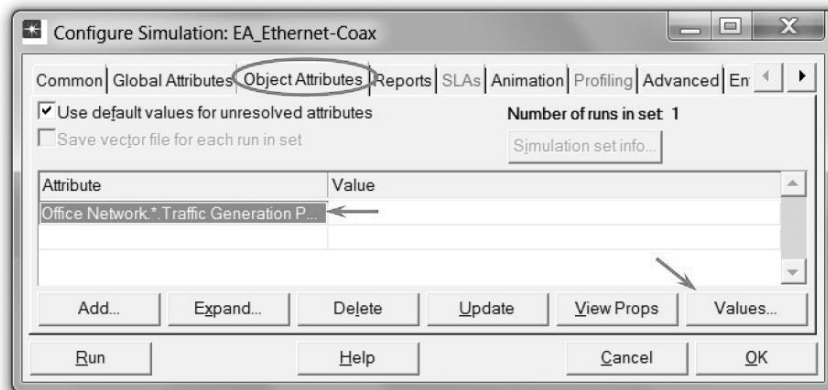 Configure Simulation: EA_Ethernet-Coax
Common Global Attributes Object Attributes Reports SLAs Animation Profiling Advanced En
Use default values for unresolved attributes
Number of runs in set 1
Save vector file for each run in set
Simulation set info...
Attribute Value
Office Network.*.Traffic Generation P...
Add... Expand... Delete Update View Props Values...
Run Help Cancel OK